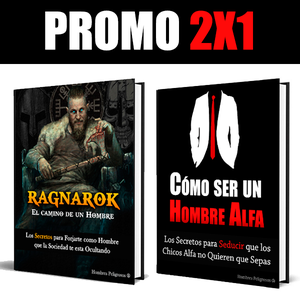 PROMO 2X1
RAGNAROK
EL CAMINO DE UN HOMBRE
Los Secretos para Forjarte como Hombre
que la Sociedad te esta Ocultando
Hombres Peligrosos
CÓMO SER UN
HOMBRE ALFA
Los Secretos para Seducir que los
Chicos Alfa no Quieren que Sepas
Hombres Peligrosos